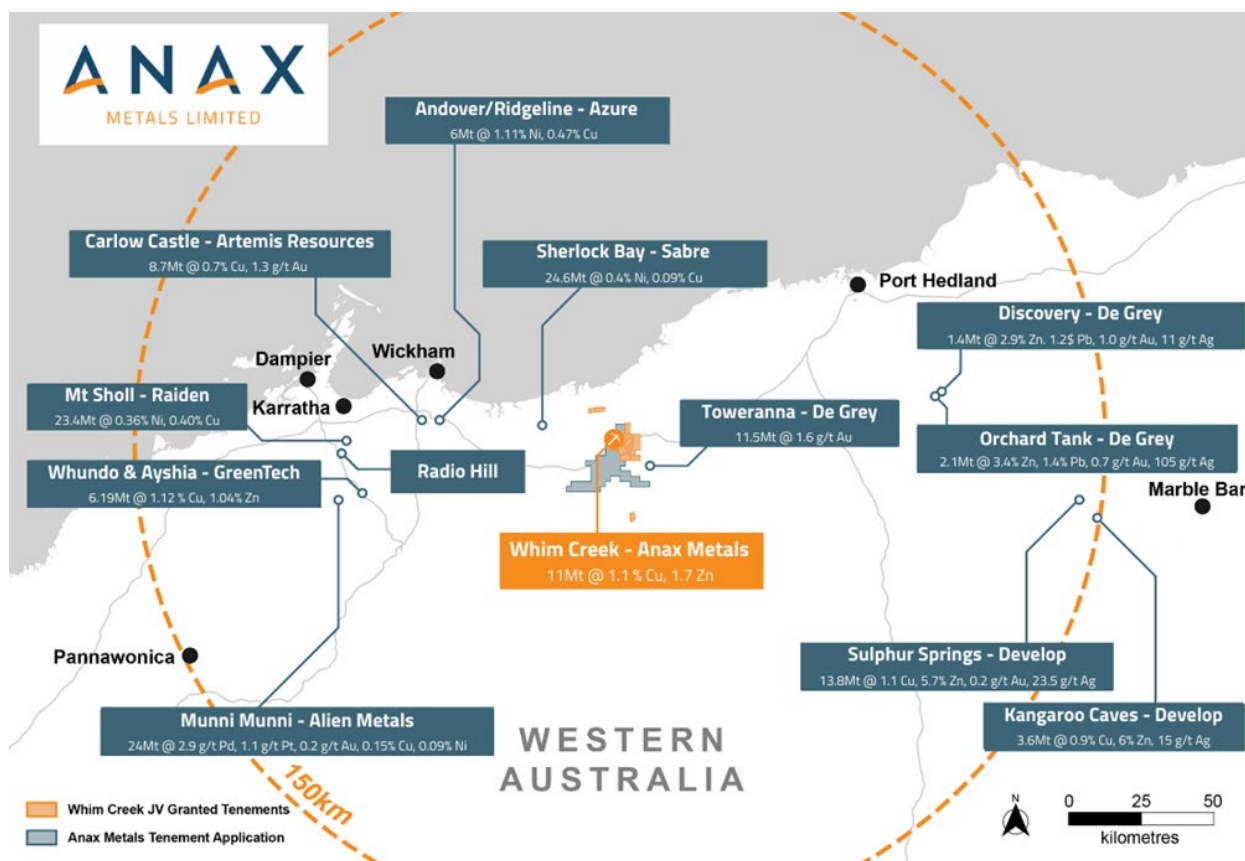 ANAX
METALS LIMITED
Andover/Ridgeline - Azure
6Mt @ 1.11% Ni, 0.47% Cu
Carlow Castle - Artemis Resources
8.7Mt @ 0.7% Cu, 1.3 g/t Au
Sherlock Bay - Sabre
24.6Mt @ 0.4% Ni, 0.09% Cu
Port Hedland
Discovery - De Grey
1.4Mt @ 2.9% Zn. 1.2$ Pb, 1.0 g/t Au, 11 g/t Ag
Dampier
Wickham
Karratha
Mt Sholl - Raiden
23.4Mt @ 0.36% Ni, 0.40% Cu
Toweranna - De Grey
11.5Mt @ 1.6 g/t Au
Orchard Tank - De Grey
2.1Mt @ 3.4% Zn, 1.4% Pb, 0.7 g/t Au, 105 g/t Ag
Whundo & Ayshia - GreenTech
6.19Mt @ 1.12 % Cu, 1.04% Zn
Radio Hill
Marble Bar
Whim Creek - Anax Metals
11Mt @ 1.1 % Cu, 1.7 Zn
Pannawonica
Sulphur Springs - Develop
13.8Mt @ 1.1 Cu, 5.7% Zn, 0.2 g/t Au, 23.5 g/t Ag
Munni Munni - Alien Metals
24Mt @ 2.9 g/t Pd, 1.1 g/t Pt, 0.2 g/t Au, 0.15% Cu, 0.09% Ni
Kangaroo Caves - Develop
3.6Mt @ 0.9% Cu, 6% Zn, 15 g/t Ag
WESTERN
AUSTRALIA
150km
Whim Creek JV Granted Tenements
Anax Metals Tenement Application
N
0 25 50
kilometres